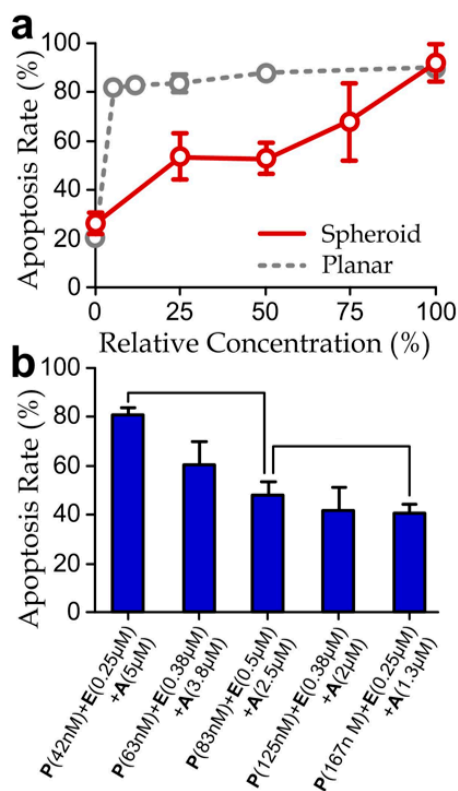 a
100
80
60
40
20
0
Apoptosis Rate (%)
Spheroid
Planar
0 25 50 75 100
Relative Concentration (%)
b
100
80
60
40
20
0
Apoptosis Rate (%)
P(42nM)+E(0.25µM)
+A(5µM)
P(63nM)+E(0.38µM)
+A(3.8µM)
P(83nM)+E(0.5µM)
+A(2.5µM)
P(125nM)+E(0.38µM)
+A(2µM)
P(167n M)+E(0.25µM)
+A(1.3µM)